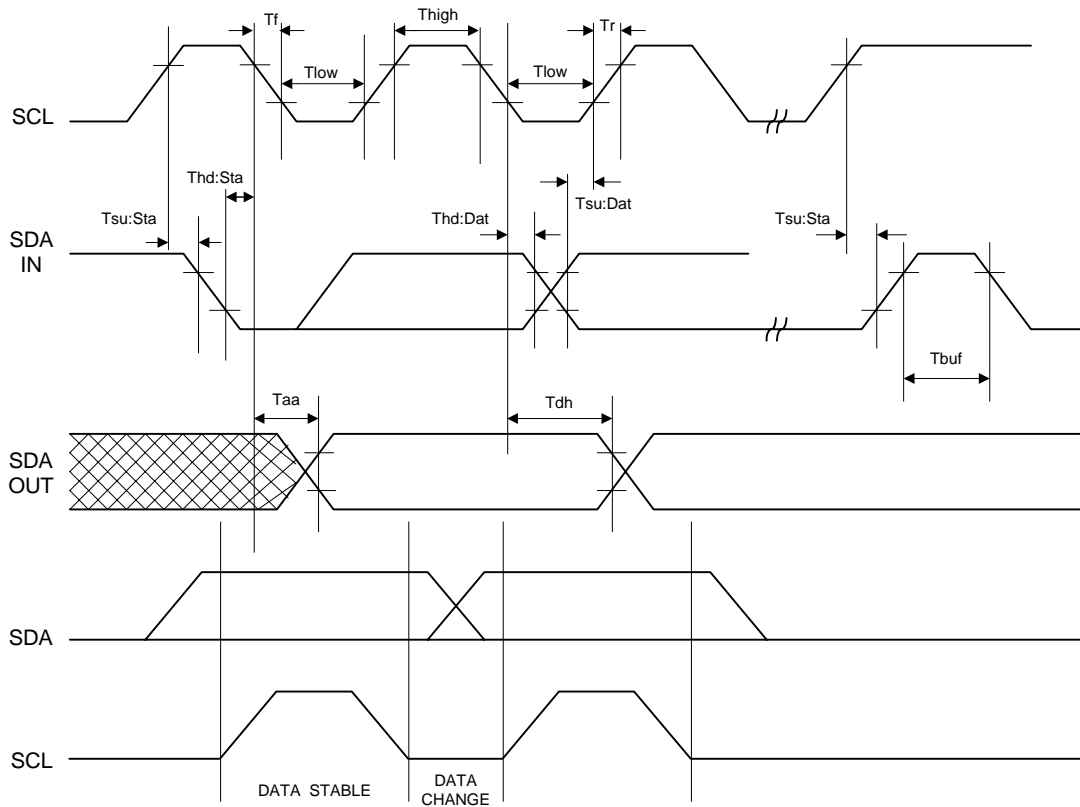 Tf
Thigh
Tr
Tlow
Tlow
SCL
Thd:Sta
Tsu:Sta
Thd:Dat
Tsu:Dat
Tsu:Sta
SDA
IN
Tbuf
Taa
Tdh
SDA
OUT
SDA
SCL
DATA STABLE
DATA
CHANGE